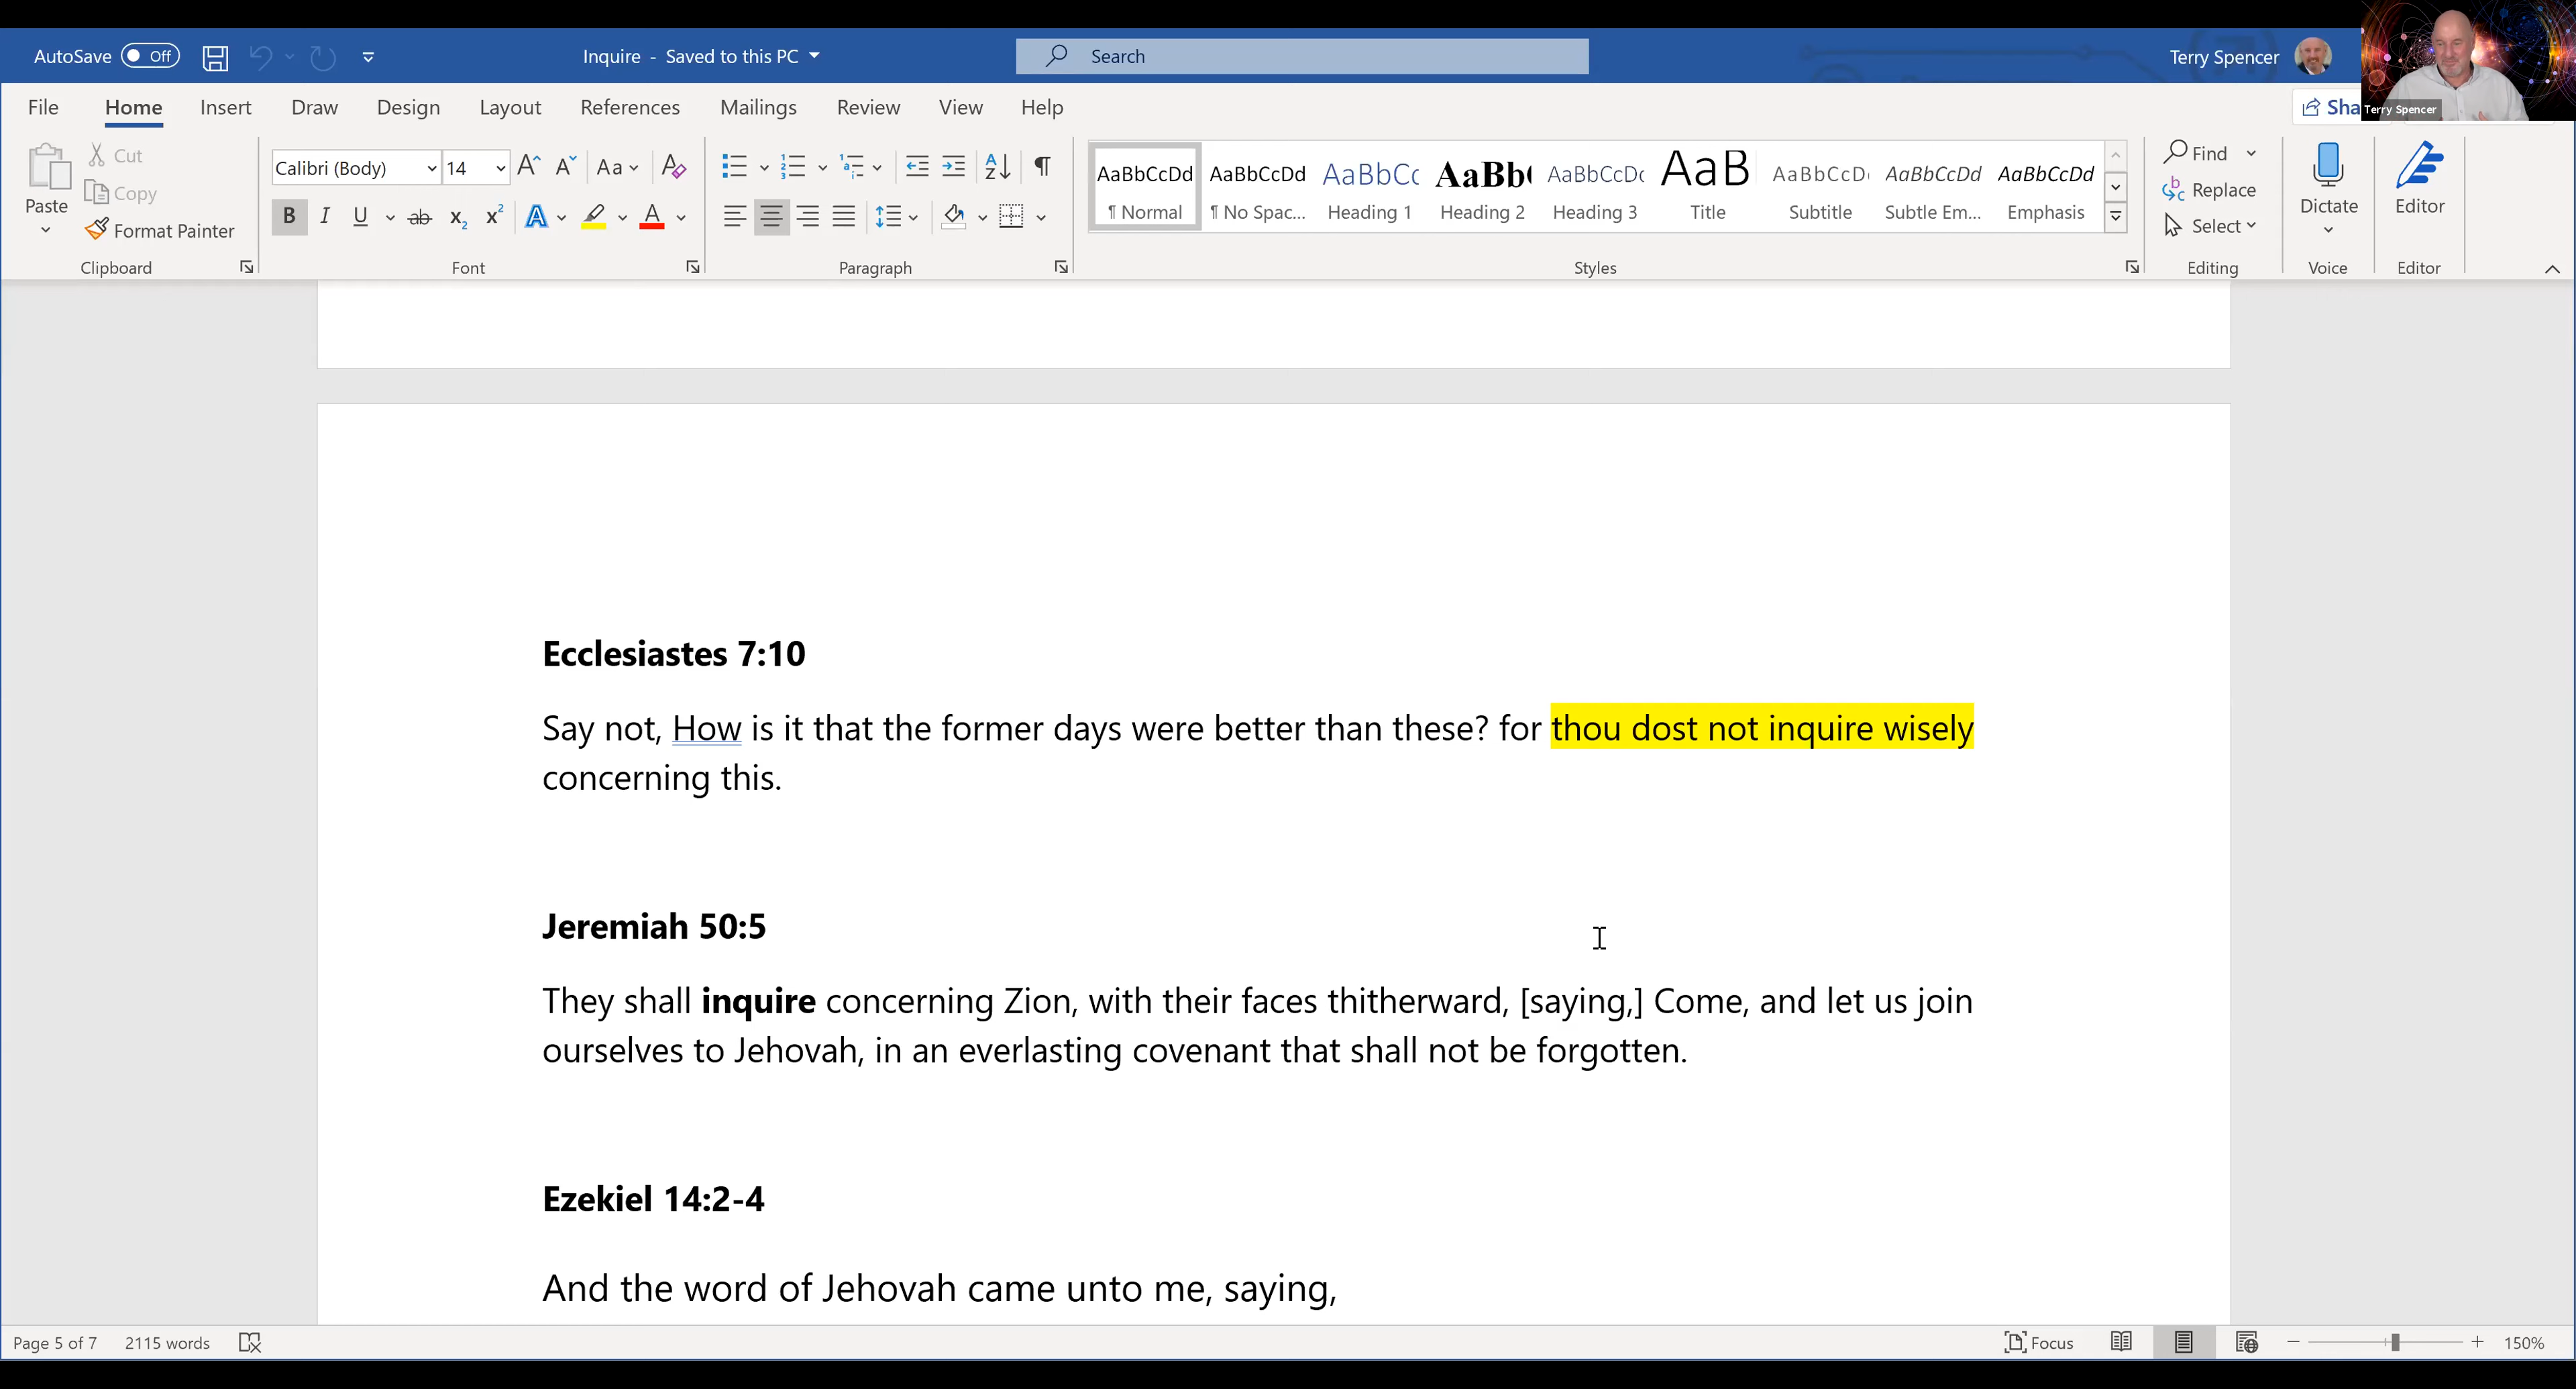 AutoSave Off Inquire - Saved to this PC Search Terry Spencer
Terry Spencer
File Home Insert Draw Design Layout References Mailings Review View Help Sha
Paste
Cut
Copy
Format Painter
Clipboard
Calibri (Body) 14 Aa
B I U ab x2 x2 A A
Font
Paragraph
AaBbCcDd AaBbCcDd AaBbCc AaBb( AaBbCcDc AaB AaBbCcD AaBbCcDd AaBbCcDd
¶ Normal ¶ No Spac... Heading 1 Heading 2 Heading 3 Title Subtitle Subtle Em... Emphasis
Styles
Find
Replace
Select
Editing
Dictate
Voice
Editor
Editor
Ecclesiastes 7:10
Say not, How is it that the former days were better than these? for thou dost not inquire wisely
concerning this.
Jeremiah 50:5
They shall inquire concerning Zion, with their faces thitherward, [saying,] Come, and let us join
ourselves to Jehovah, in an everlasting covenant that shall not be forgotten.
Ezekiel 14:2-4
And the word of Jehovah came unto me, saying,
Page 5 of 7 2115 words Focus 150%